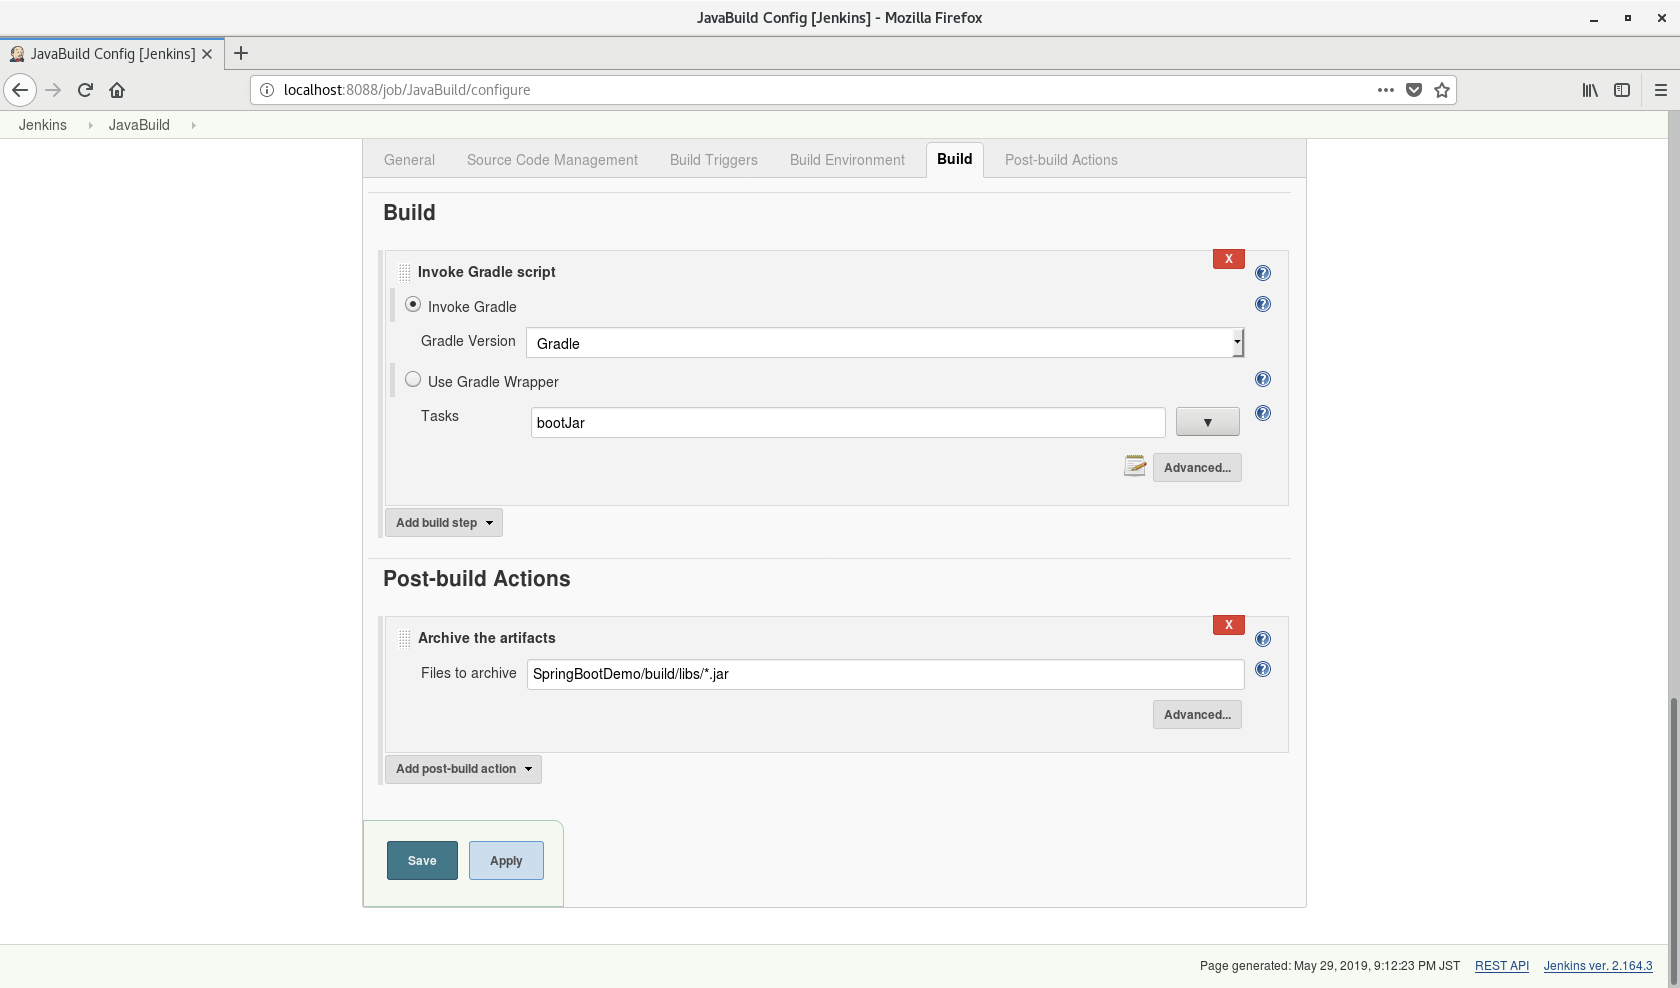 JavaBuild Config [Jenkins] - Mozilla Firefox
JavaBuild Config [Jenkins]
localhost:8088/job/JavaBuild/configure
Jenkins JavaBuild
General Source Code Management Build Triggers Build Environment Build Post-build Actions
Build
X
Invoke Gradle script
Invoke Gradle
Gradle Version Gradle
Use Gradle Wrapper
Tasks bootJar
Advanced...
Add build step
Post-build Actions
X
Archive the artifacts
Files to archive SpringBootDemo/build/libs/*.jar
Advanced...
Add post-build action
Save Apply
Page generated: May 29, 2019, 9:12:23 PM JST REST API Jenkins ver. 2.164.3